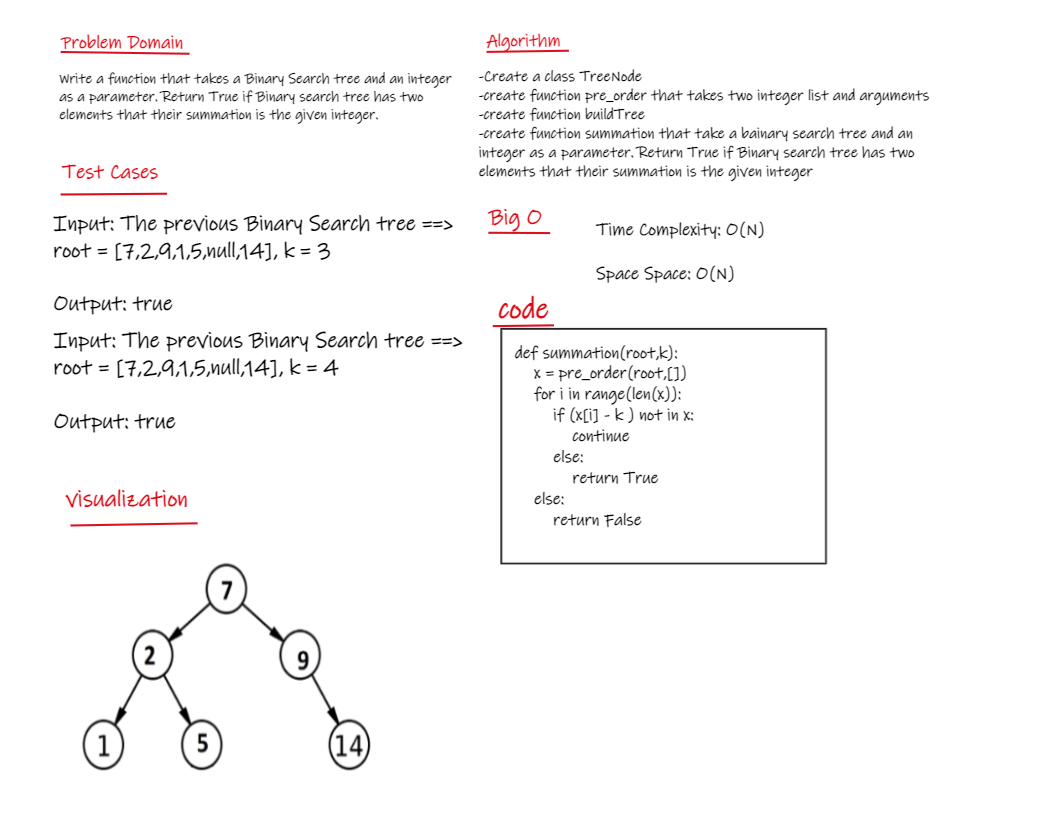 Problem Domain
Write a function that takes a Binary Search tree and an integer
as a parameter. Return True if Binary search tree has two
elements that their summation is the given integer.
Test Cases
Input: The previous Binary Search tree ==>
root = [7,2,9,1,5,null,14], k = 3
Output: true
Input: The previous Binary Search tree ==>
root = [7,2,9,1,5,null,14], k = 4
Output: true
visualization
7
2
9
1
5
14
Algorithm
-Create a class TreeNode
-create function pre_order that takes two integer list and arguments
-create function buildTree
-create function summation that take a bainary search tree and an
integer as a parameter. Return True if Binary search tree has two
elements that their summation is the given integer
Big O
Time Complexity: O(N)
Space Space: O(N)
code
def summation(root,k):
x = pre_order(root,[])
for i in range(len(x)):
if (x[i] - k ) not in x:
continue
else:
return True
else:
return False